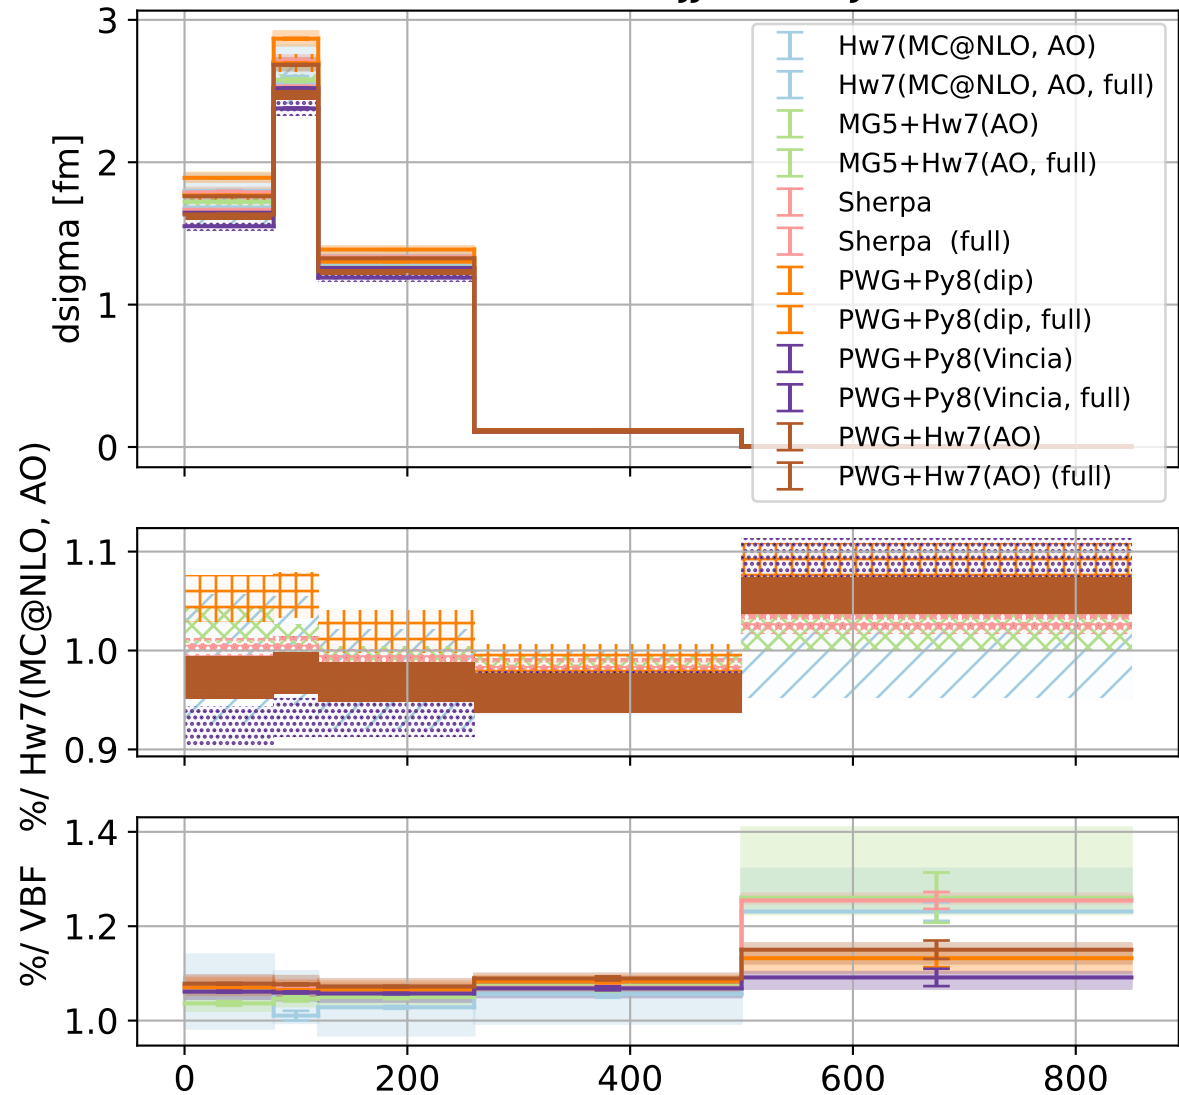 3
2
1
0
dsigma [fm]
Hw7(MC@NLO, AO)
Hw7(MC@NLO, AO, full)
MG5+Hw7(AO)
MG5+Hw7(AO, full)
Sherpa
Sherpa  (full)
PWG+Py8(dip)
PWG+Py8(dip, full)
PWG+Py8(Vincia)
PWG+Py8(Vincia, full)
PWG+Hw7(AO)
PWG+Hw7(AO) (full)
1.1
1.0
0.9
%/ Hw7(MC@NLO, AO)
1.4
1.2
1.0
%/ VBF
0 200 400 600 800